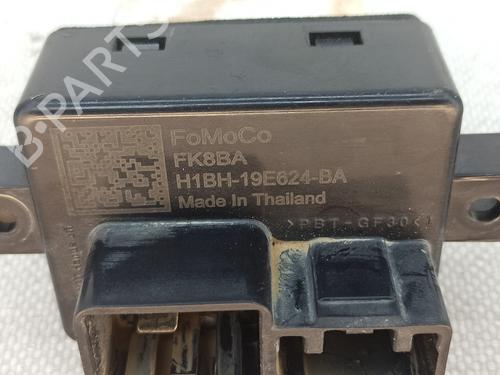 FoMoCo
FK8BA
H1BH-19E624-BA
Made In Thailand
>PBT-GF30<
B-PARTS